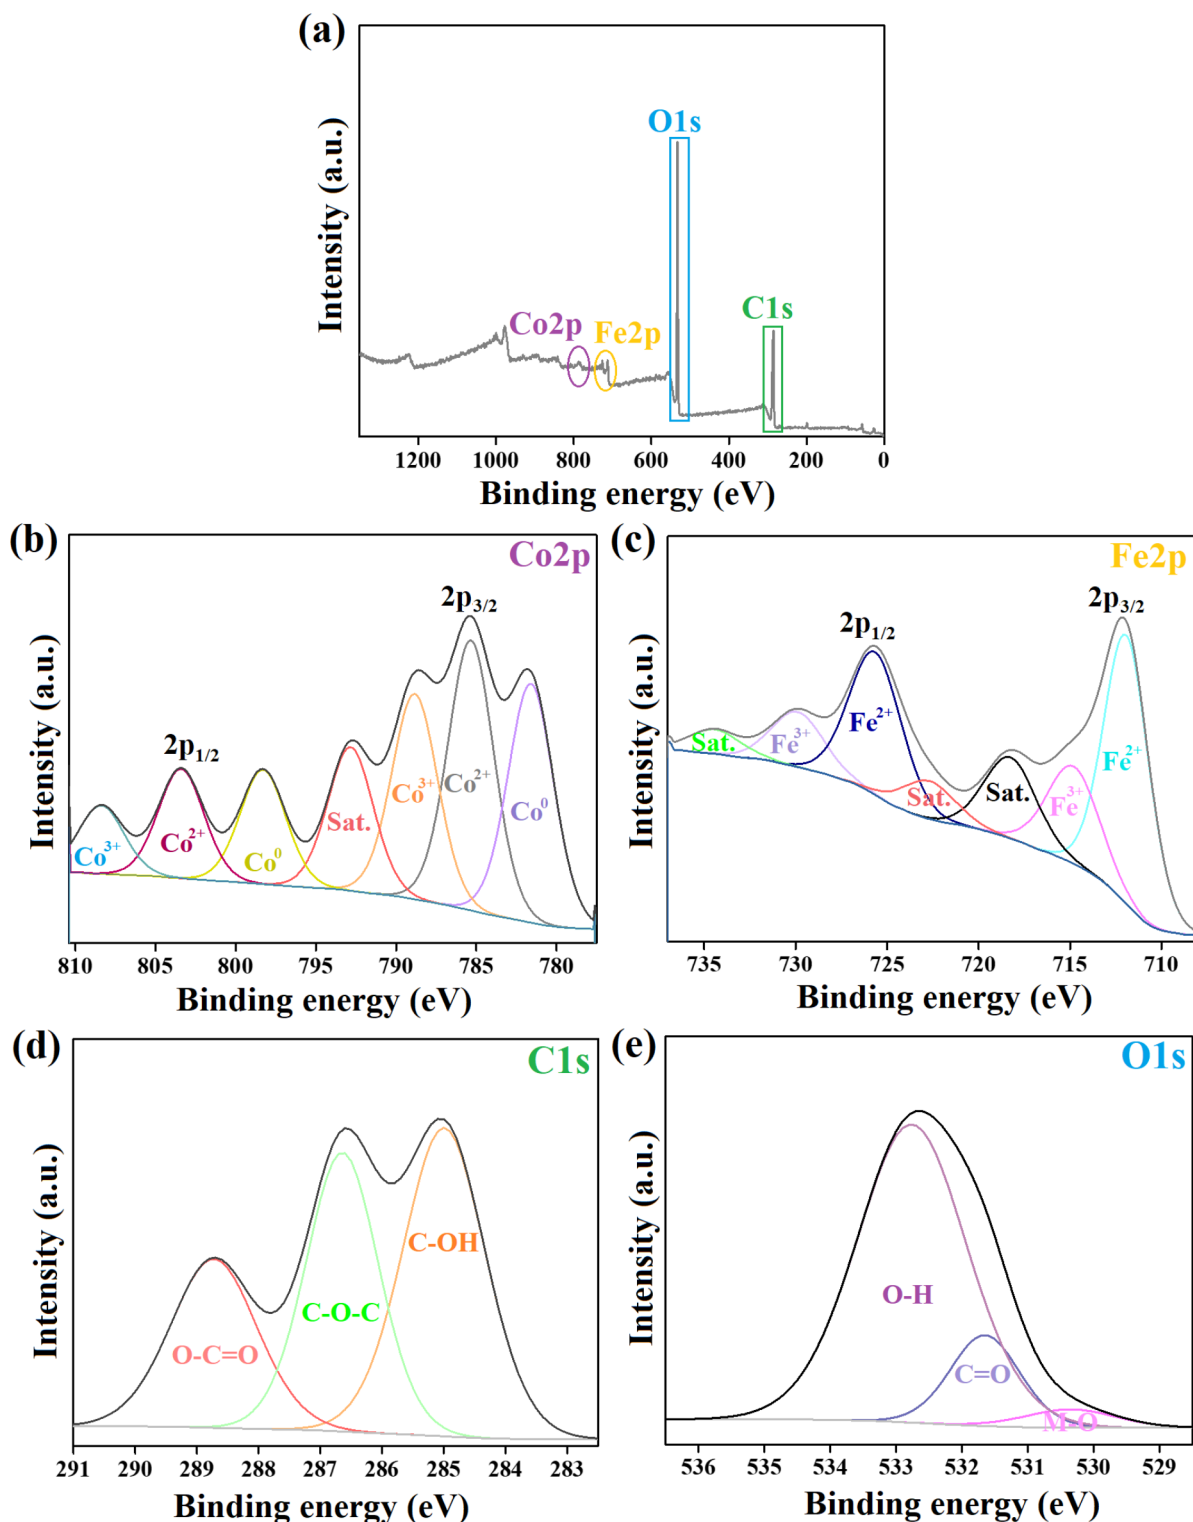 (a)
O1s
C1s
Co2p
Fe2p
Intensity (a.u.)
1200 1000 800 600 400 200 0
Binding energy (eV)
(b)
Co2p
2p3/2
2p1/2
Co3+
Co2+
Co0
Sat.
Co3+
Co2+
Co0
Intensity (a.u.)
810 805 800 795 790 785 780
Binding energy (eV)
(c)
Fe2p
2p3/2
2p1/2
Sat.
Fe3+
Fe2+
Sat.
Sat.
Fe3+
Fe2+
Intensity (a.u.)
735 730 725 720 715 710
Binding energy (eV)
(d)
C1s
C-OH
C-O-C
O-C=O
Intensity (a.u.)
291 290 289 288 287 286 285 284 283
Binding energy (eV)
(e)
O1s
O-H
C=O
M-O
Intensity (a.u.)
536 535 534 533 532 531 530 529
Binding energy (eV)